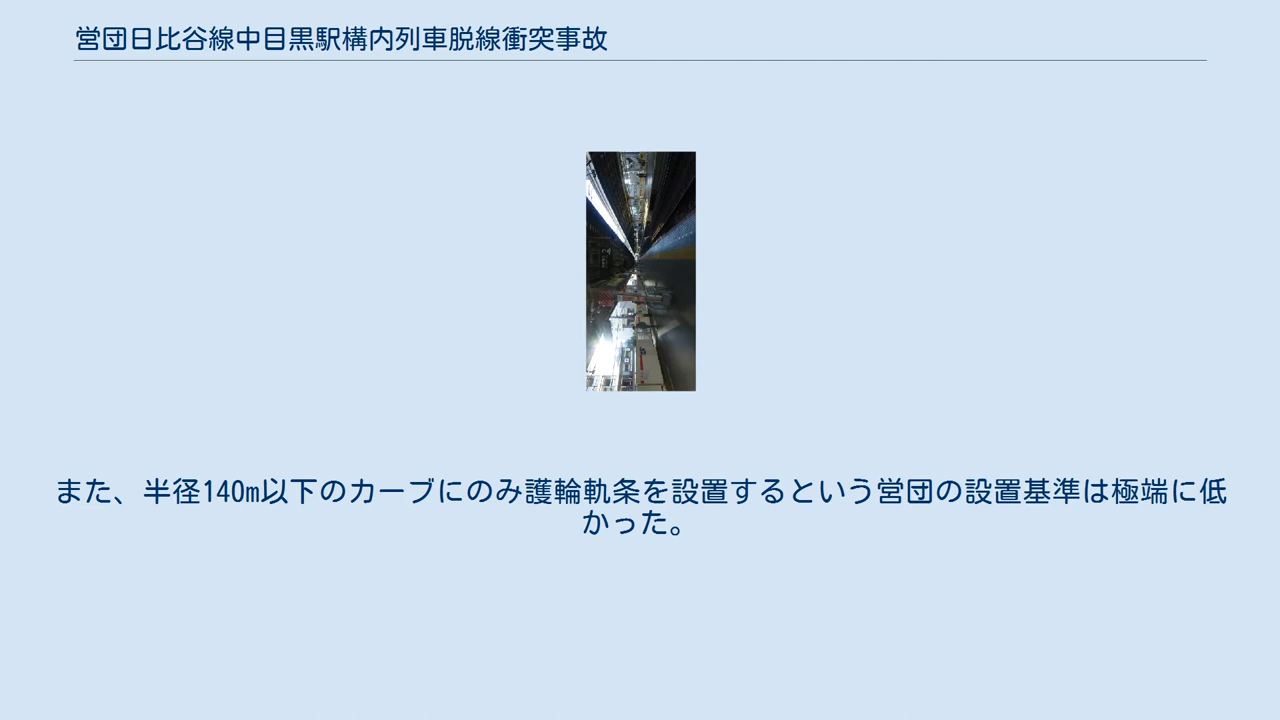 営団日比谷線中目黒駅構内列車脱線衝突事故
また、半径140m以下のカーブにのみ護輪軌条を設置するという営団の設置基準は極端に低
かった。